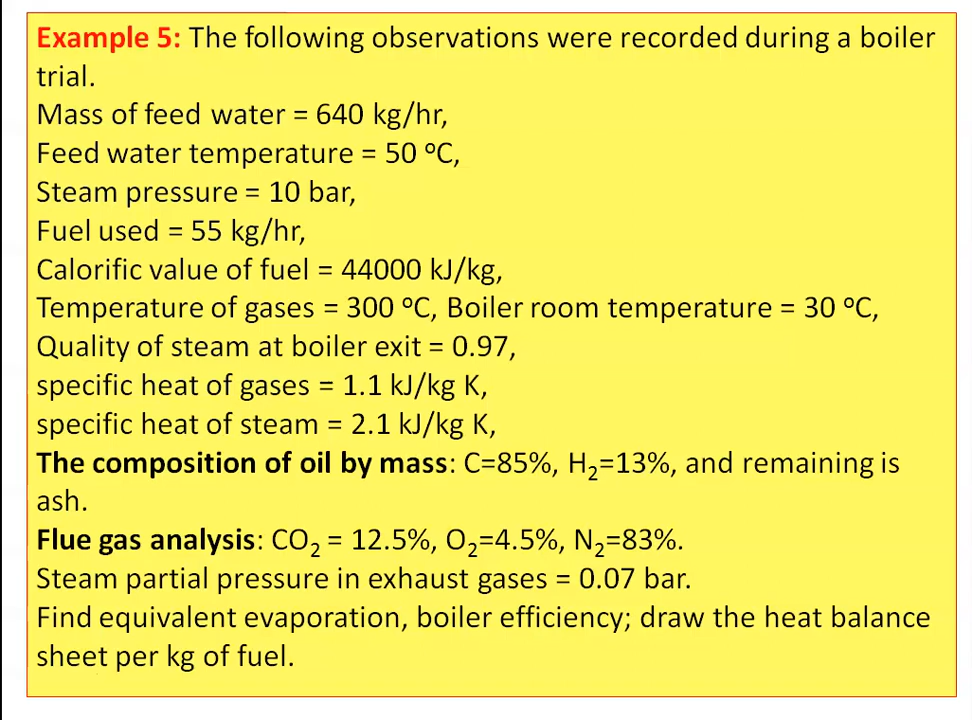 Example 5: The following observations were recorded during a boiler
trial.
Mass of feed water = 640 kg/hr,
Feed water temperature = 50 ºC,
Steam pressure = 10 bar,
Fuel used = 55 kg/hr,
Calorific value of fuel = 44000 kJ/kg,
Temperature of gases = 300 ºC, Boiler room temperature = 30 ºC,
Quality of steam at boiler exit = 0.97,
specific heat of gases = 1.1 kJ/kg K,
specific heat of steam = 2.1 kJ/kg K,
The composition of oil by mass: C=85%, H₂=13%, and remaining is
ash.
Flue gas analysis: CO₂ = 12.5%, O₂=4.5%, N₂=83%.
Steam partial pressure in exhaust gases = 0.07 bar.
Find equivalent evaporation, boiler efficiency; draw the heat balance
sheet per kg of fuel.